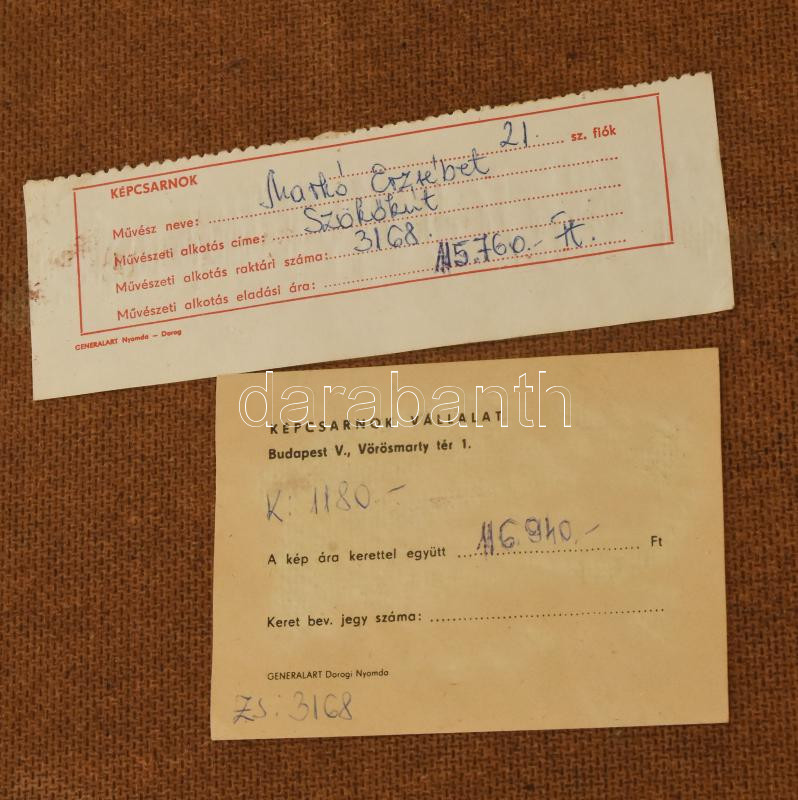 21. sz. fiók
KÉPCSARNOK
Művész neve: Markó Erzsébet
Művészeti alkotás címe: Szökőkút
Művészeti alkotás raktári száma: 3168.
Művészeti alkotás eladási ára: 5.760.- Ft.
GENERALART Nyomda — Dorog
darabanth
KÉPCSARNOK VÁLLALAT
Budapest V., Vörösmarty tér 1.
K: 1180.-
A kép ára kerettel együtt 6.940.- Ft
Keret bev. jegy száma:
GENERALART Dorogi Nyomda
Zs: 3168